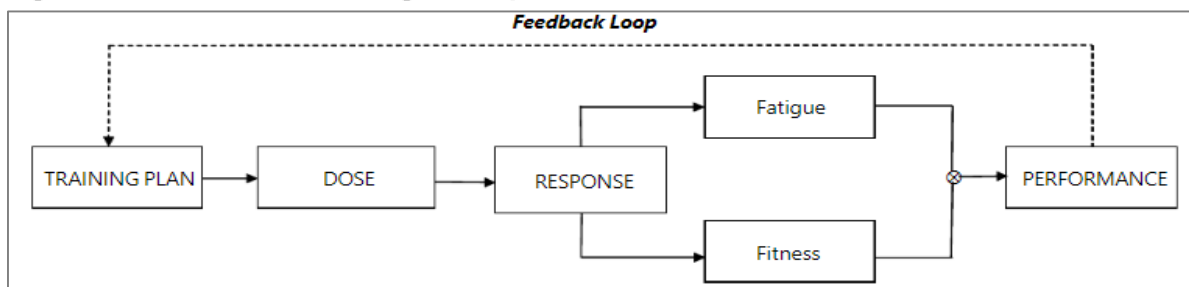 Feedback Loop
Fatigue
TRAINING PLAN
DOSE
RESPONSE
PERFORMANCE
Fitness